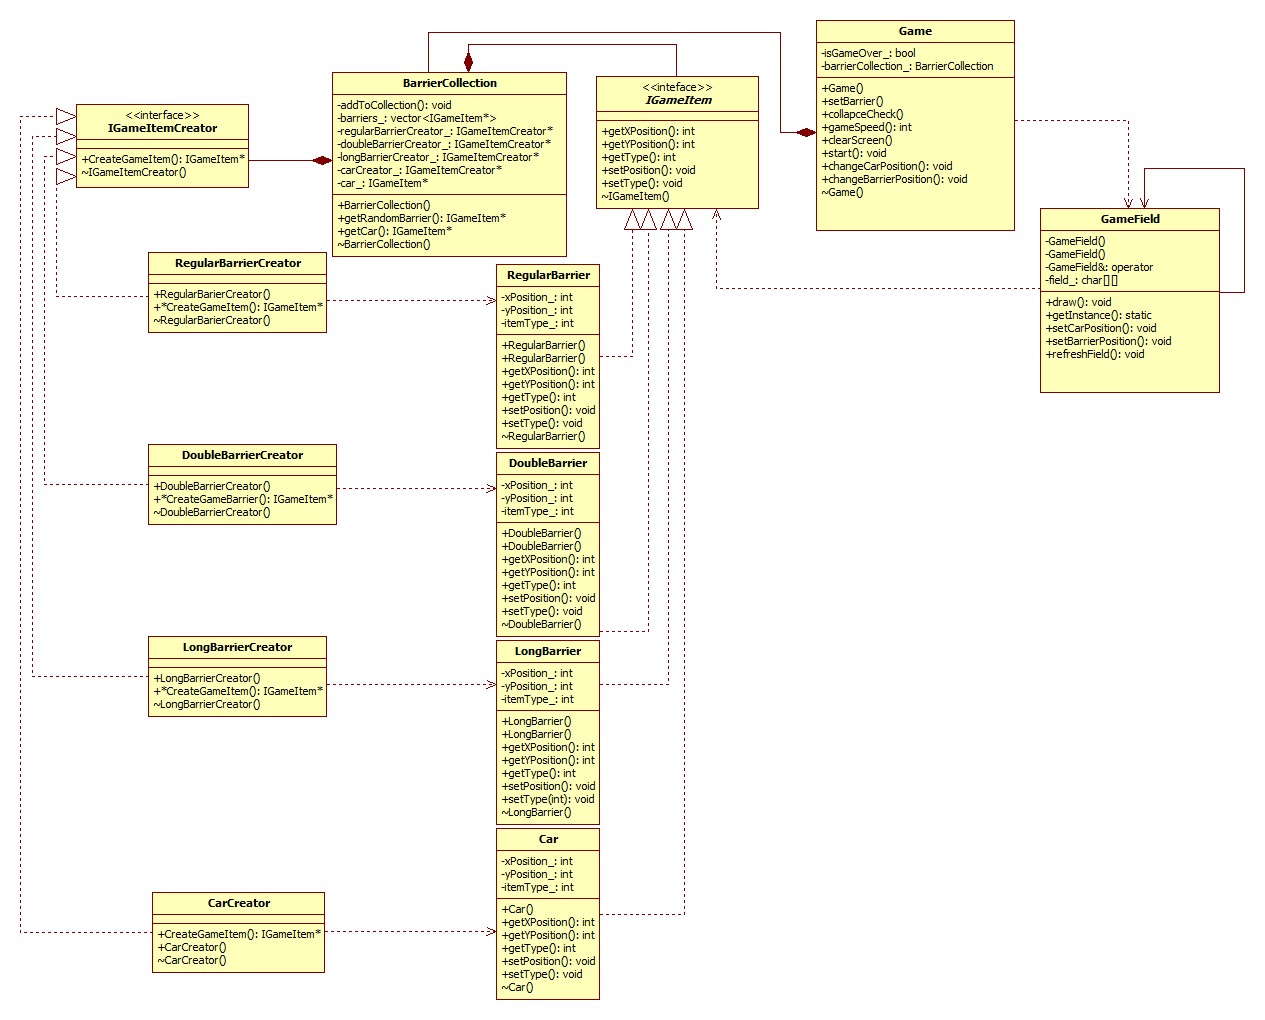 <<inteface>>
IGameItemCreator
+CreateGameItem(): IGameItem*
~IGameItemCreator()
BarrierCollection
-addToCollection(): void
-barriers_: vector<IGameItem*>
-regularBarrierCreator_: IGameItemCreator*
-doubleBarrierCreator_: IGameItemCreator*
-longBarrierCreator_: IGameItemCreator*
-carCreator_: IGameItemCreator*
-car_: IGameItem*
+BarrierCollection()
+getRandomBarrier(): IGameItem*
+getCar(): IGameItem*
~BarrierCollection()
<<inteface>>
IGameItem
+getXPosition(): int
+getYPosition(): int
+getType(): int
+setPosition(): void
+setType(): void
~IGameItem()
Game
-isGameOver_: bool
-barrierCollection_: BarrierCollection
+Game()
+setBarrier()
+collapceCheck()
+gameSpeed(): int
+clearScreen()
+start(): void
+changeCarPosition(): void
+changeBarrierPosition(): void
~Game()
GameField
-GameField()
-GameField()
-GameField&: operator
-field_: char[][]
+draw(): void
+getInstance(): static
+setCarPosition(): void
+setBarrierPosition(): void
+refreshField(): void
RegularBarrierCreator
+RegularBarierCreator()
+*CreateGameItem(): IGameItem*
~RegularBarierCreator()
RegularBarrier
-xPosition_: int
-yPosition_: int
-itemType_: int
+RegularBarrier()
+RegularBarrier()
+getXPosition(): int
+getYPosition(): int
+getType(): int
+setPosition(): void
+setType(): void
~RegularBarrier()
DoubleBarrierCreator
+DoubleBarierCreator()
+*CreateGameBarrier(): IGameItem*
~DoubleBarierCreator()
DoubleBarrier
-xPosition_: int
-yPosition_: int
-itemType_: int
+DoubleBarrier()
+DoubleBarrier()
+getXPosition(): int
+getYPosition(): int
+getType(): int
+setPosition(): void
+setType(): void
~DoubleBarrier()
LongBarrierCreator
+LongBarrierCreator()
+*CreateGameItem(): IGameItem*
~LongBarrierCreator()
LongBarrier
-xPosition_: int
-yPosition_: int
-itemType_: int
+LongBarrier()
+LongBarrier()
+getXPosition(): int
+getYPosition(): int
+getType(): int
+setPosition(): void
+setType(int): void
~LongBarrier()
CarCreator
+CreateGameItem(): IGameItem*
+CarCreator()
~CarCreator()
Car
-xPosition_: int
-yPosition_: int
-itemType_: int
+Car()
+getXPosition(): int
+getYPosition(): int
+getType(): int
+setPosition(): void
+setType(): void
~Car()